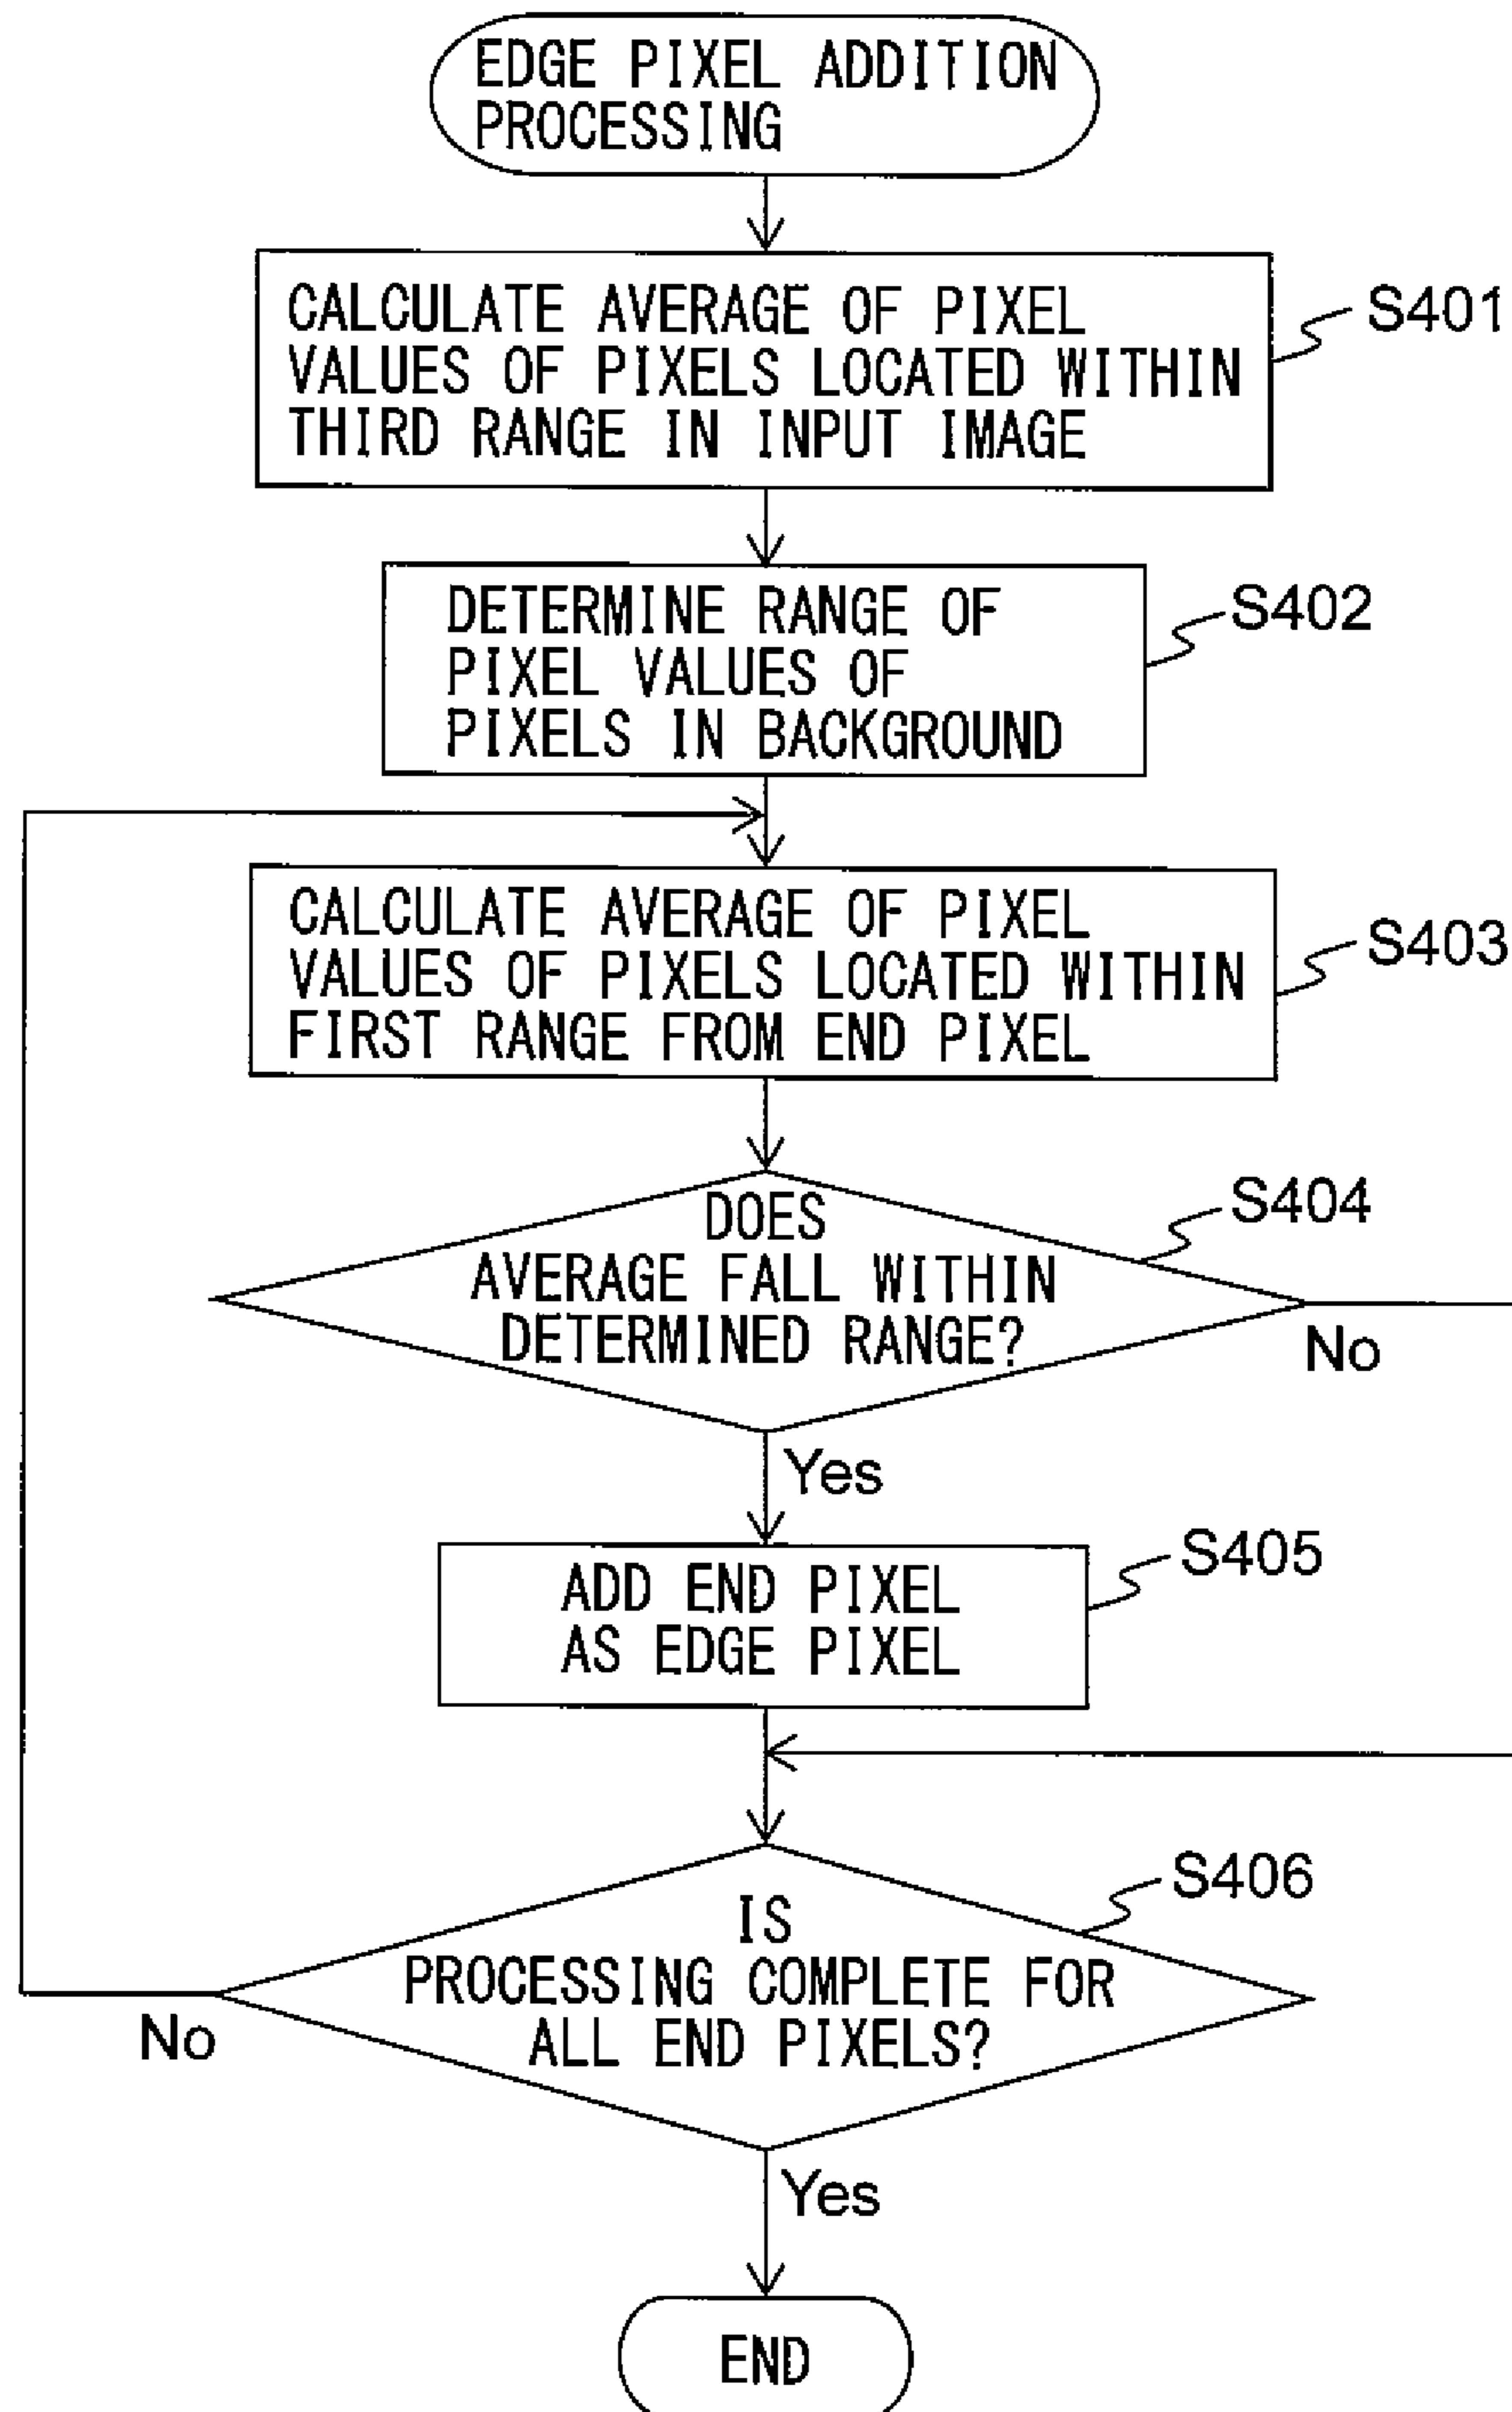 EDGE PIXEL ADDITION
PROCESSING
CALCULATE AVERAGE OF PIXEL
VALUES OF PIXELS LOCATED WITHIN
THIRD RANGE IN INPUT IMAGE
S401
DETERMINE RANGE OF
PIXEL VALUES OF
PIXELS IN BACKGROUND
S402
CALCULATE AVERAGE OF PIXEL
VALUES OF PIXELS LOCATED WITHIN
FIRST RANGE FROM END PIXEL
S403
DOES
AVERAGE FALL WITHIN
DETERMINED RANGE?
S404
No
Yes
ADD END PIXEL
AS EDGE PIXEL
S405
IS
PROCESSING COMPLETE FOR
ALL END PIXELS?
S406
No
Yes
END